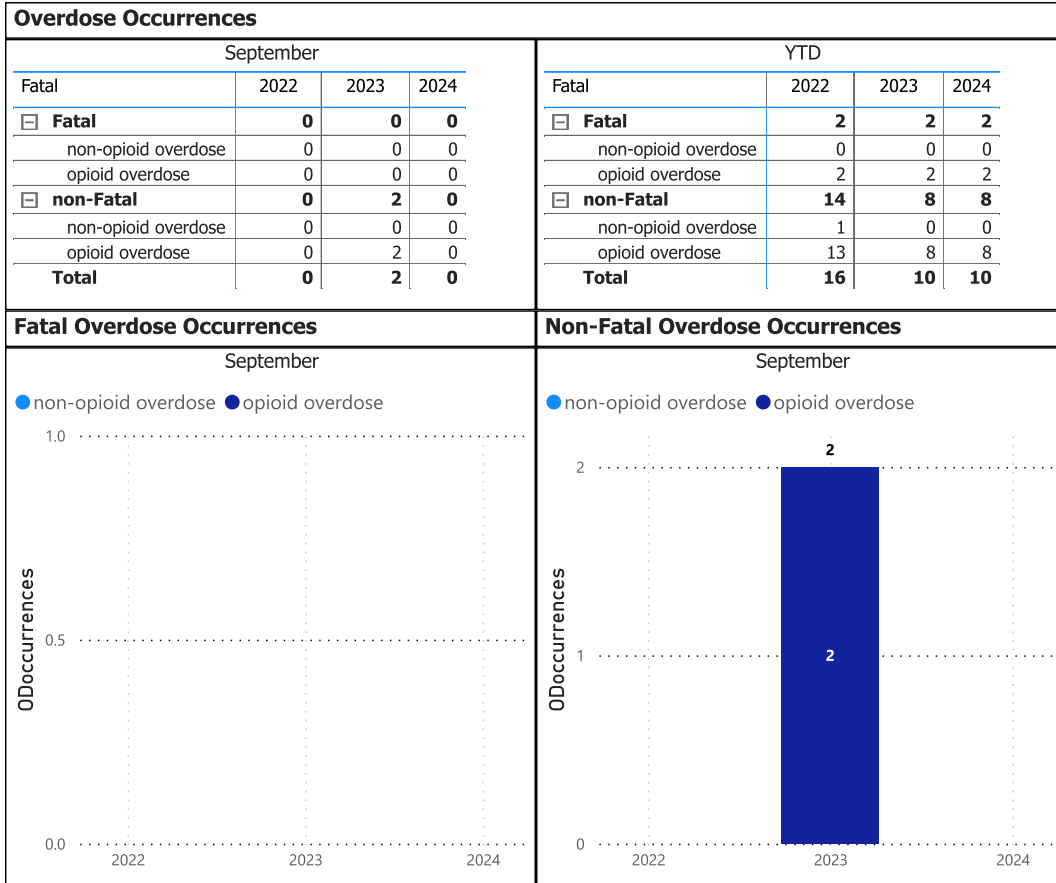 Overdose Occurrences
September
Fatal 2022 2023 2024
Fatal 0 0 0
non-opioid overdose 0 0 0
opioid overdose 0 0 0
non-Fatal 0 2 0
non-opioid overdose 0 0 0
opioid overdose 0 2 0
Total 0 2 0
YTD
Fatal 2022 2023 2024
Fatal 2 2 2
non-opioid overdose 0 0 0
opioid overdose 2 2 2
non-Fatal 14 8 8
non-opioid overdose 1 0 0
opioid overdose 13 8 8
Total 16 10 10
Fatal Overdose Occurrences
September
non-opioid overdose opioid overdose
ODoccurrences
1.0
0.5
0.0
2022 2023 2024
Non-Fatal Overdose Occurrences
September
non-opioid overdose opioid overdose
ODoccurrences
2
2
1
2
0
2022 2023 2024